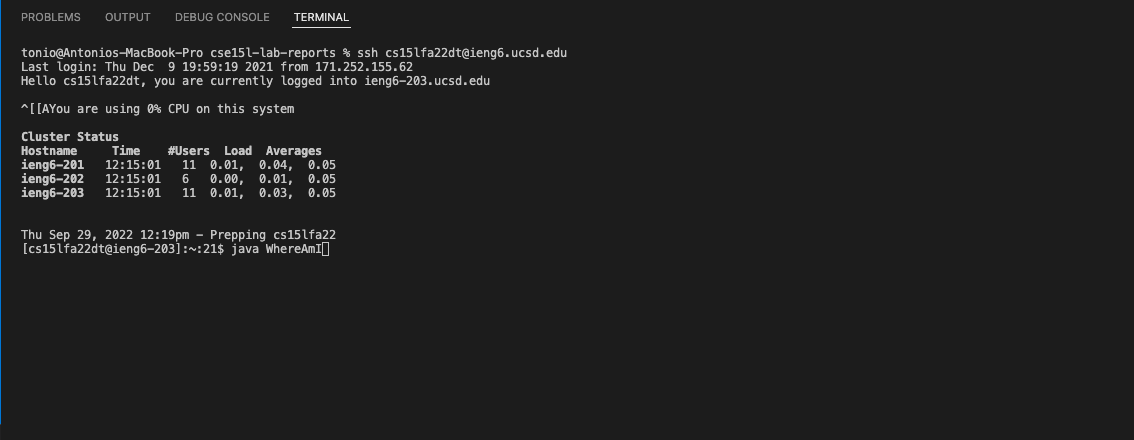 PROBLEMS OUTPUT DEBUG CONSOLE TERMINAL
tonio@Antonios-MacBook-Pro cse15l-lab-reports % ssh cs15lfa22dt@ieng6.ucsd.edu
Last login: Thu Dec  9 19:59:19 2021 from 171.252.155.62
Hello cs15lfa22dt, you are currently logged into ieng6-203.ucsd.edu
^[[AYou are using 0% CPU on this system
Cluster Status
Hostname     Time    #Users  Load  Averages
ieng6-201   12:15:01   11  0.01,  0.04,  0.05
ieng6-202   12:15:01   6   0.00,  0.01,  0.05
ieng6-203   12:15:01   11  0.01,  0.03,  0.05
Thu Sep 29, 2022 12:19pm - Prepping cs15lfa22
[cs15lfa22dt@ieng6-203]:~:21$ java WhereAmI